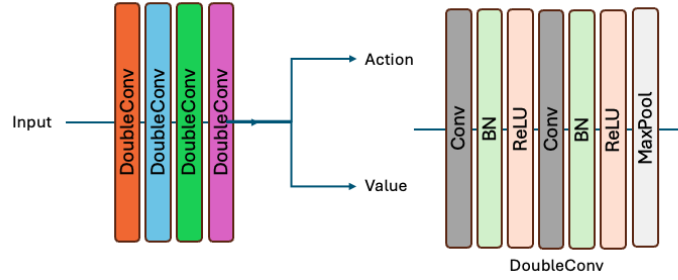 Input
DoubleConv
DoubleConv
DoubleConv
DoubleConv
Action
Value
Conv
BN
ReLU
Conv
BN
ReLU
MaxPool
DoubleConv